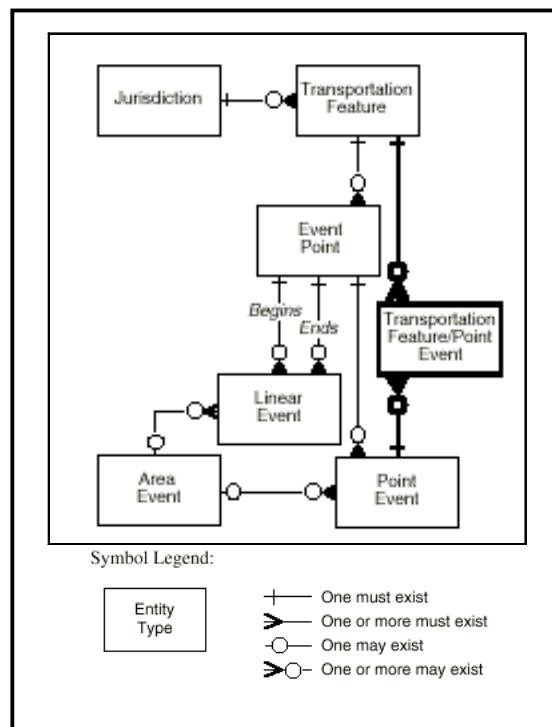 Jurisdiction
Transportation
Feature
Event
Point
Begins
Ends
Transportation
Feature/Point
Event
Linear
Event
Area
Event
Point
Event
Symbol Legend:
Entity
Type
One must exist
One or more must exist
One may exist
One or more may exist